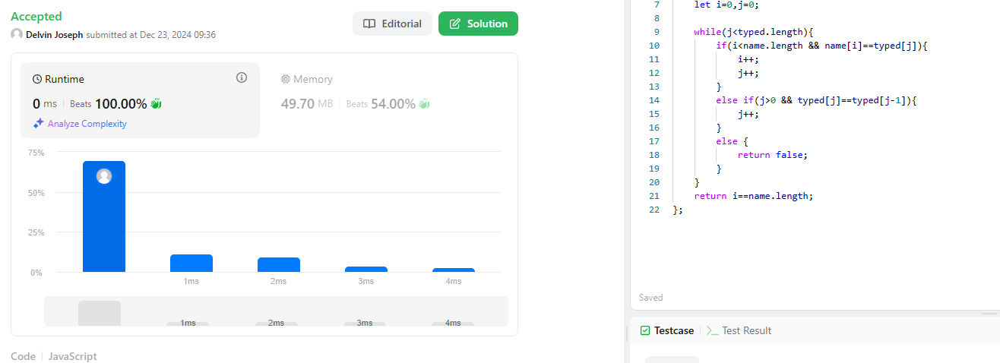 Accepted
Delvin Joseph submitted at Dec 23, 2024 09:36
Editorial
Solution
Runtime
0 ms | Beats 100.00%
Analyze Complexity
Memory
49.70 MB | Beats 54.00%
75%
50%
25%
0%
1ms 2ms 3ms 4ms
1ms 2ms 3ms 4ms
Code | JavaScript
7 let i=0,j=0;
8
9 while(j<typed.length){
10 if(i<name.length && name[i]==typed[j]){
11 i++;
12 j++;
13 }
14 else if(j>0 && typed[j]==typed[j-1]){
15 j++;
16 }
17 else {
18 return false;
19 }
20 }
21 return i==name.length;
22 };
Saved
Testcase | >_ Test Result